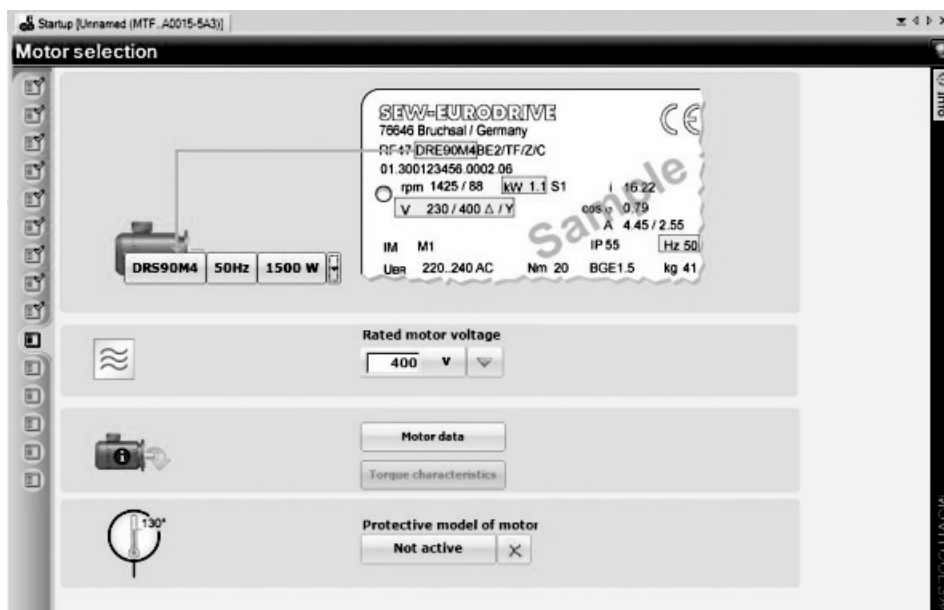 Startup [Unnamed (MTF..A0015-5A3)]
Motor selection
SEW-EURODRIVE
76646 Bruchsal / Germany
RF47 DRE90M4BE2/TF/Z/C
01.300123456.0002.06
rpm 1425 / 88 kW 1.1 S1 i 16.22
V 230 / 400 Δ / Y cos φ 0.79
A 4.45 / 2.55
IM M1 IP 55 Hz 50
UBR 220..240 AC Nm 20 BGE1.5 kg 41
Sample
DRS90M4 50Hz 1500 W
Rated motor voltage
400 V
Motor data
Torque characteristics
130°
Protective model of motor
Not active